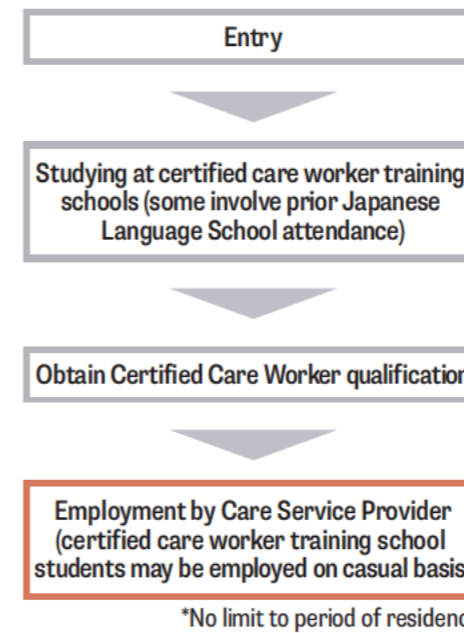 Entry
Studying at certified care worker training
schools (some involve prior Japanese
Language School attendance)
Obtain Certified Care Worker qualification
Employment by Care Service Provider
(certified care worker training school
students may be employed on casual basis
*No limit to period of